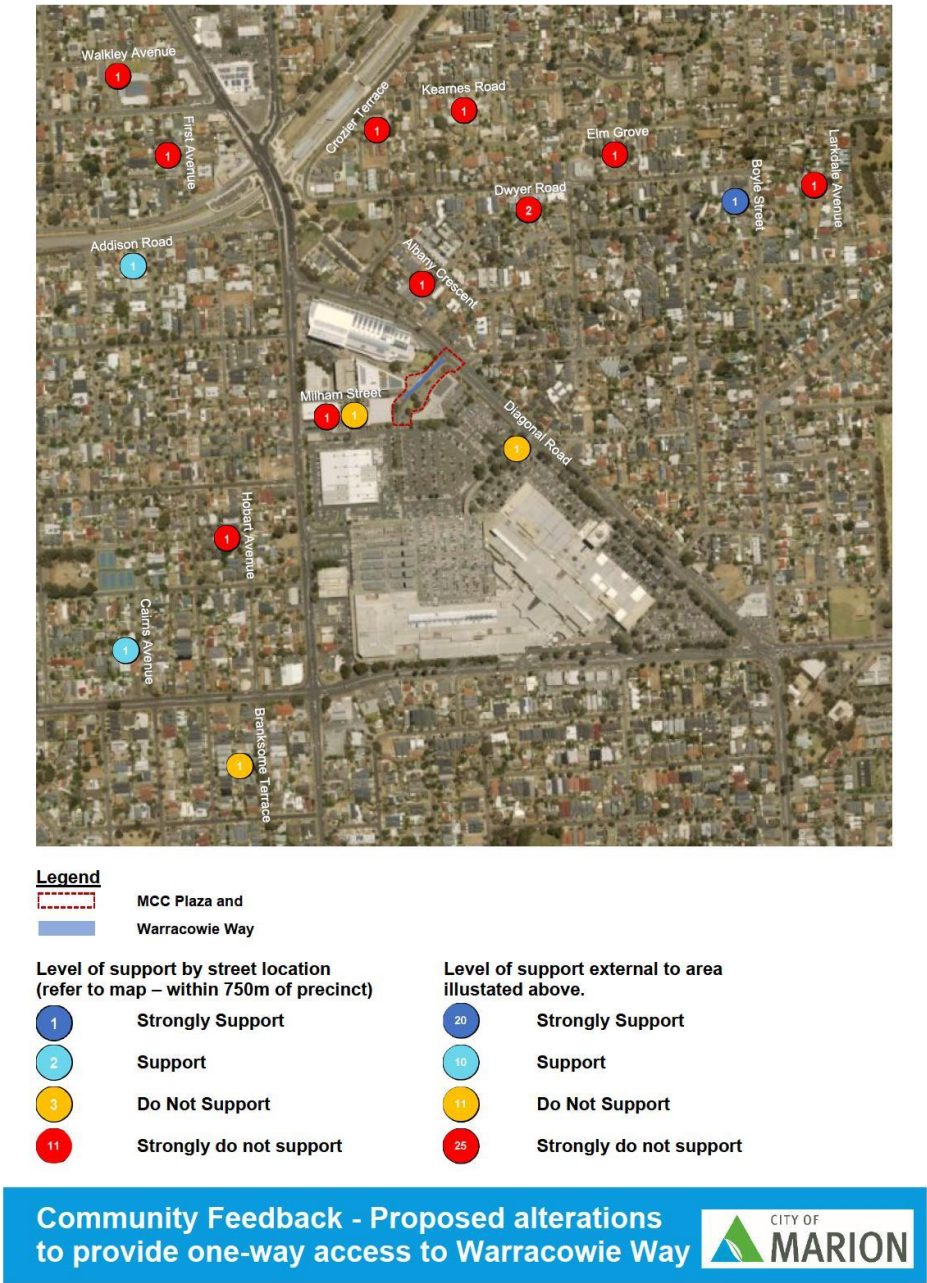 Walkley Avenue
1
Kearnes Road
1
Crozier Terrace
1
First Avenue
1
Elm Grove
1
Larkdale Avenue
1
Boyle Street
1
Dwyer Road
2
Addison Road
1
Albany Crescent
1
Milham Street
1
1
Diagonal Road
1
Hobart Avenue
1
Cairns Avenue
1
Branksome Terrace
1
Legend
MCC Plaza and
Warracowie Way
Level of support by street location
(refer to map – within 750m of precinct)
1 Strongly Support
2 Support
3 Do Not Support
11 Strongly do not support
Level of support external to area
illustated above.
20 Strongly Support
10 Support
11 Do Not Support
25 Strongly do not support
Community Feedback - Proposed alterations
to provide one-way access to Warracowie Way
CITY OF
MARION